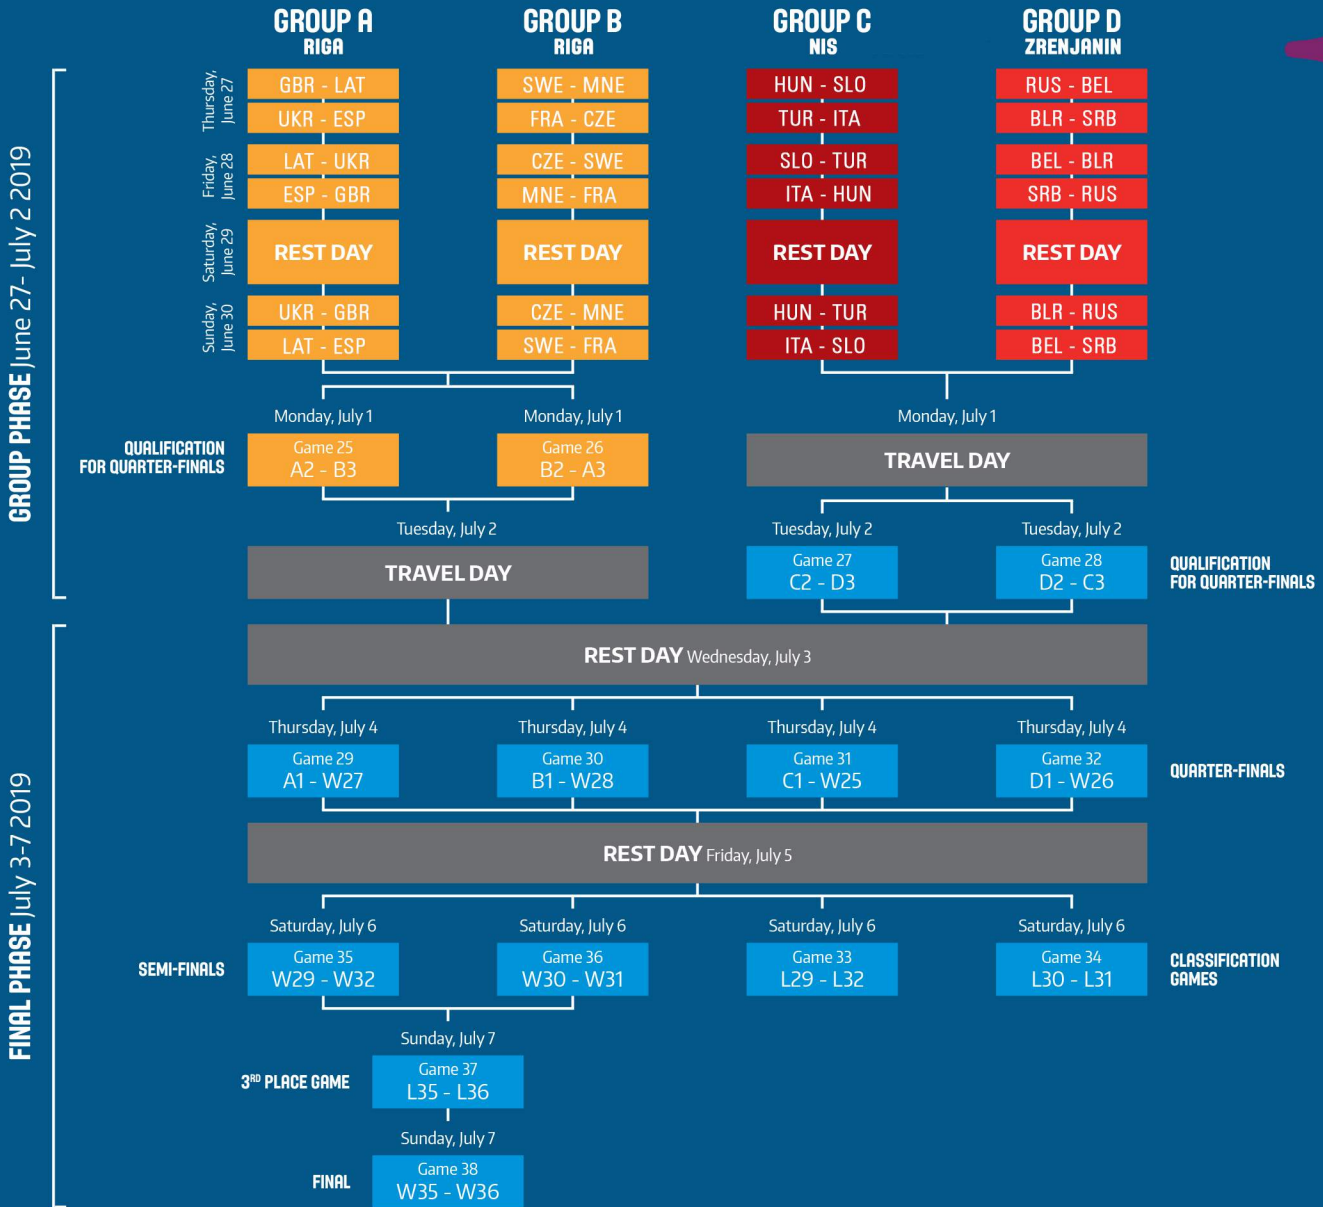 GROUP A
RIGA
GROUP B
RIGA
GROUP C
NIS
GROUP D
ZRENJANIN
GROUP PHASE June 27- July 2 2019
Thursday,
June 27
GBR - LAT
SWE - MNE
HUN - SLO
RUS - BEL
UKR - ESP
FRA - CZE
TUR - ITA
BLR - SRB
Friday,
June 28
LAT - UKR
CZE - SWE
SLO - TUR
BEL - BLR
ESP - GBR
MNE - FRA
ITA - HUN
SRB - RUS
Saturday,
June 29
REST DAY
REST DAY
REST DAY
REST DAY
Sunday,
June 30
UKR - GBR
CZE - MNE
HUN - TUR
BLR - RUS
LAT - ESP
SWE - FRA
ITA - SLO
BEL - SRB
Monday, July 1
Monday, July 1
Monday, July 1
QUALIFICATION
FOR QUARTER-FINALS
Game 25
A2 - B3
Game 26
B2 - A3
TRAVEL DAY
Tuesday, July 2
Tuesday, July 2
Tuesday, July 2
TRAVEL DAY
Game 27
C2 - D3
Game 28
D2 - C3
QUALIFICATION
FOR QUARTER-FINALS
FINAL PHASE July 3-7 2019
REST DAY Wednesday, July 3
Thursday, July 4
Thursday, July 4
Thursday, July 4
Thursday, July 4
Game 29
A1 - W27
Game 30
B1 - W28
Game 31
C1 - W25
Game 32
D1 - W26
QUARTER-FINALS
REST DAY Friday, July 5
Saturday, July 6
Saturday, July 6
Saturday, July 6
Saturday, July 6
SEMI-FINALS
Game 35
W29 - W32
Game 36
W30 - W31
Game 33
L29 - L32
Game 34
L30 - L31
CLASSIFICATION
GAMES
Sunday, July 7
3RD PLACE GAME
Game 37
L35 - L36
Sunday, July 7
FINAL
Game 38
W35 - W36